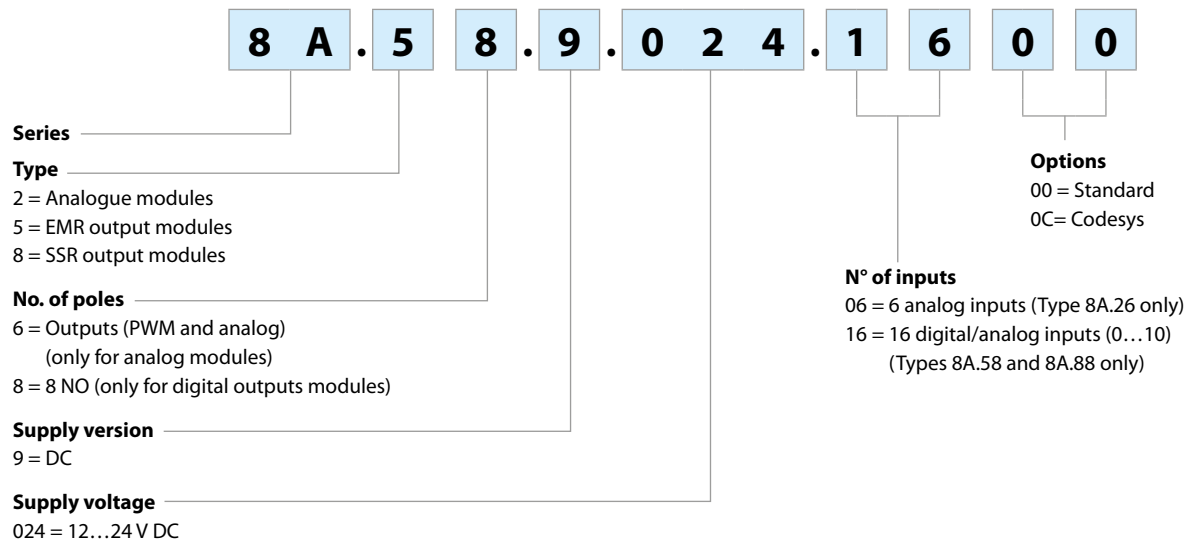 8 A . 5 8 . 9 . 0 2 4 . 1 6 0 0
Series
Type
2 = Analogue modules
5 = EMR output modules
8 = SSR output modules
No. of poles
6 = Outputs (PWM and analog)
(only for analog modules)
8 = 8 NO (only for digital outputs modules)
Supply version
9 = DC
Supply voltage
024 = 12…24 V DC
Options
00 = Standard
0C= Codesys
N° of inputs
06 = 6 analog inputs (Type 8A.26 only)
16 = 16 digital/analog inputs (0…10)
(Types 8A.58 and 8A.88 only)